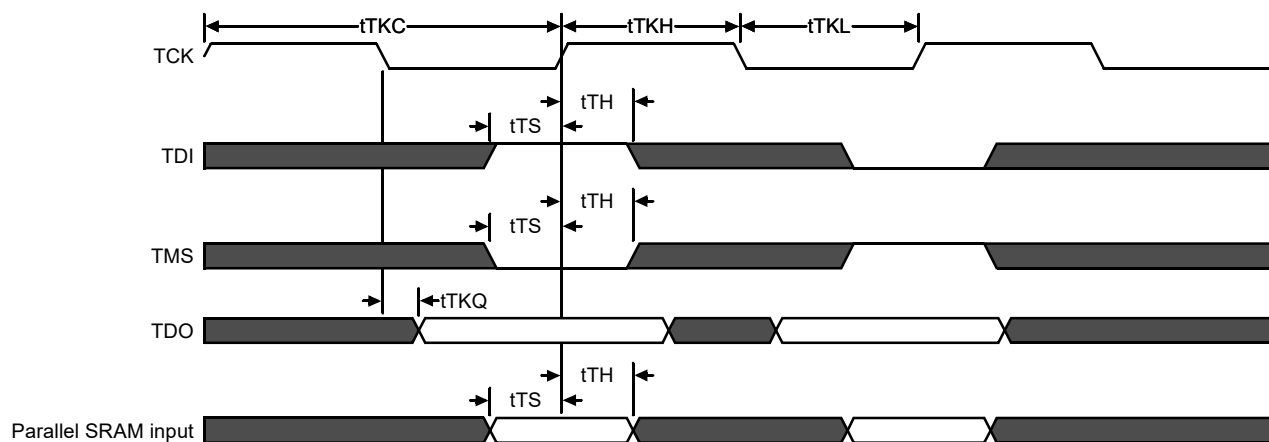 tTKC tTKH tTKL
TCK
tTH
tTS
TDI
tTH
tTS
TMS
tTKQ
TDO
tTH
tTS
Parallel SRAM input